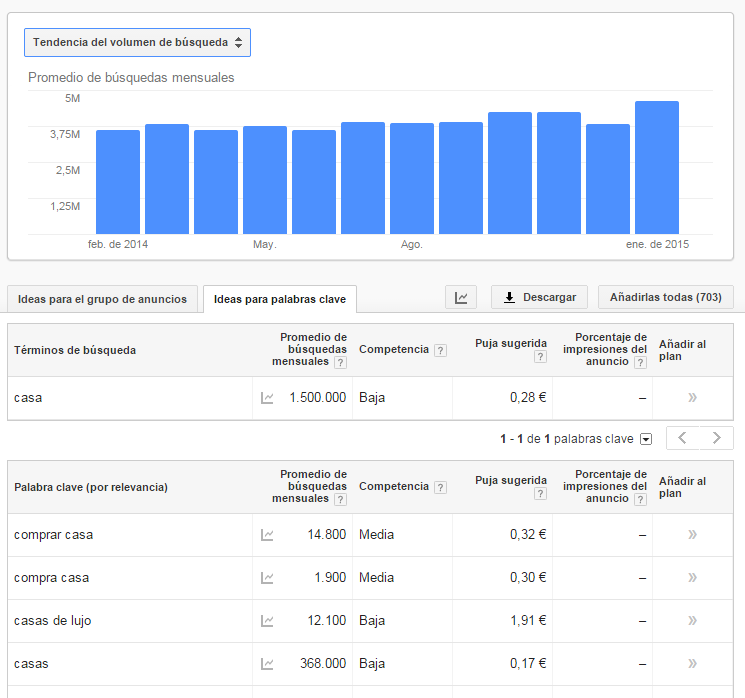 Tendencia del volumen de búsqueda
Promedio de búsquedas mensuales
5M
3,75M
2,5M
1,25M
feb. de 2014 May. Ago. ene. de 2015
Ideas para el grupo de anuncios Ideas para palabras clave Descargar Añadirlas todas (703)
Términos de búsqueda Promedio de búsquedas mensuales ? Competencia ? Puja sugerida ? Porcentaje de impresiones del anuncio ? Añadir al plan
casa 1.500.000 Baja 0,28 € – »
1 - 1 de 1 palabras clave
Palabra clave (por relevancia) Promedio de búsquedas mensuales ? Competencia ? Puja sugerida ? Porcentaje de impresiones del anuncio ? Añadir al plan
comprar casa 14.800 Media 0,32 € – »
compra casa 1.900 Media 0,30 € – »
casas de lujo 12.100 Baja 1,91 € – »
casas 368.000 Baja 0,17 € – »